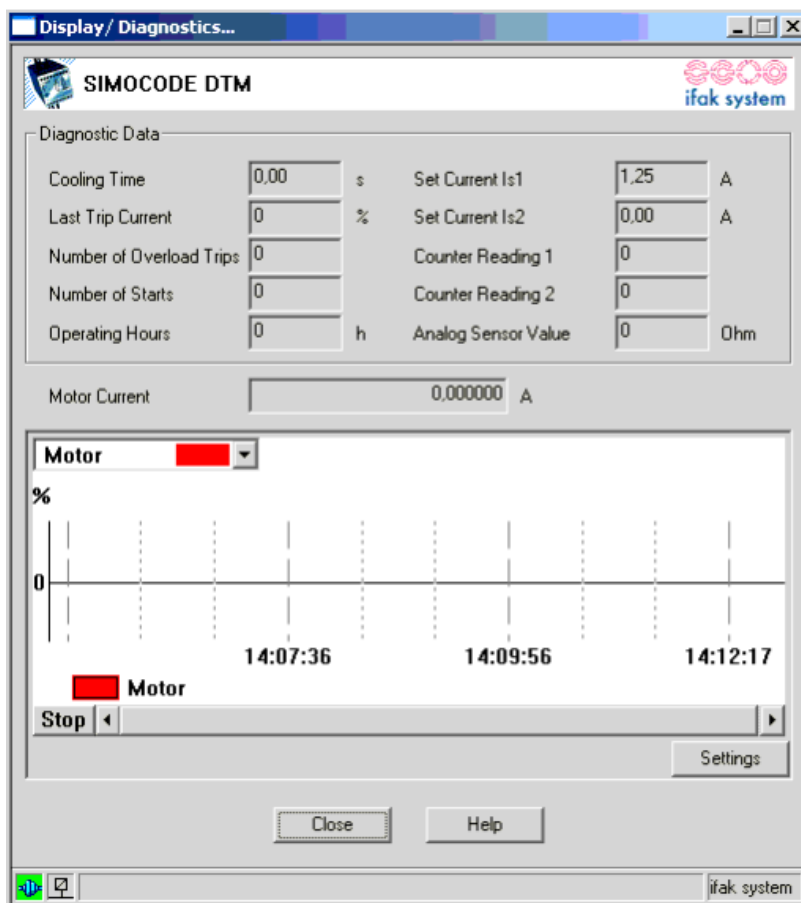 Display/ Diagnostics...
SIMOCODE DTM
ifak system
Diagnostic Data
Cooling Time 0,00 s Set Current Is1 1,25 A
Last Trip Current 0 % Set Current Is2 0,00 A
Number of Overload Trips 0 Counter Reading 1 0
Number of Starts 0 Counter Reading 2 0
Operating Hours 0 h Analog Sensor Value 0 Ohm
Motor Current 0,000000 A
Motor
%
0
14:07:36 14:09:56 14:12:17
Motor
Stop
Settings
Close Help
ifak system